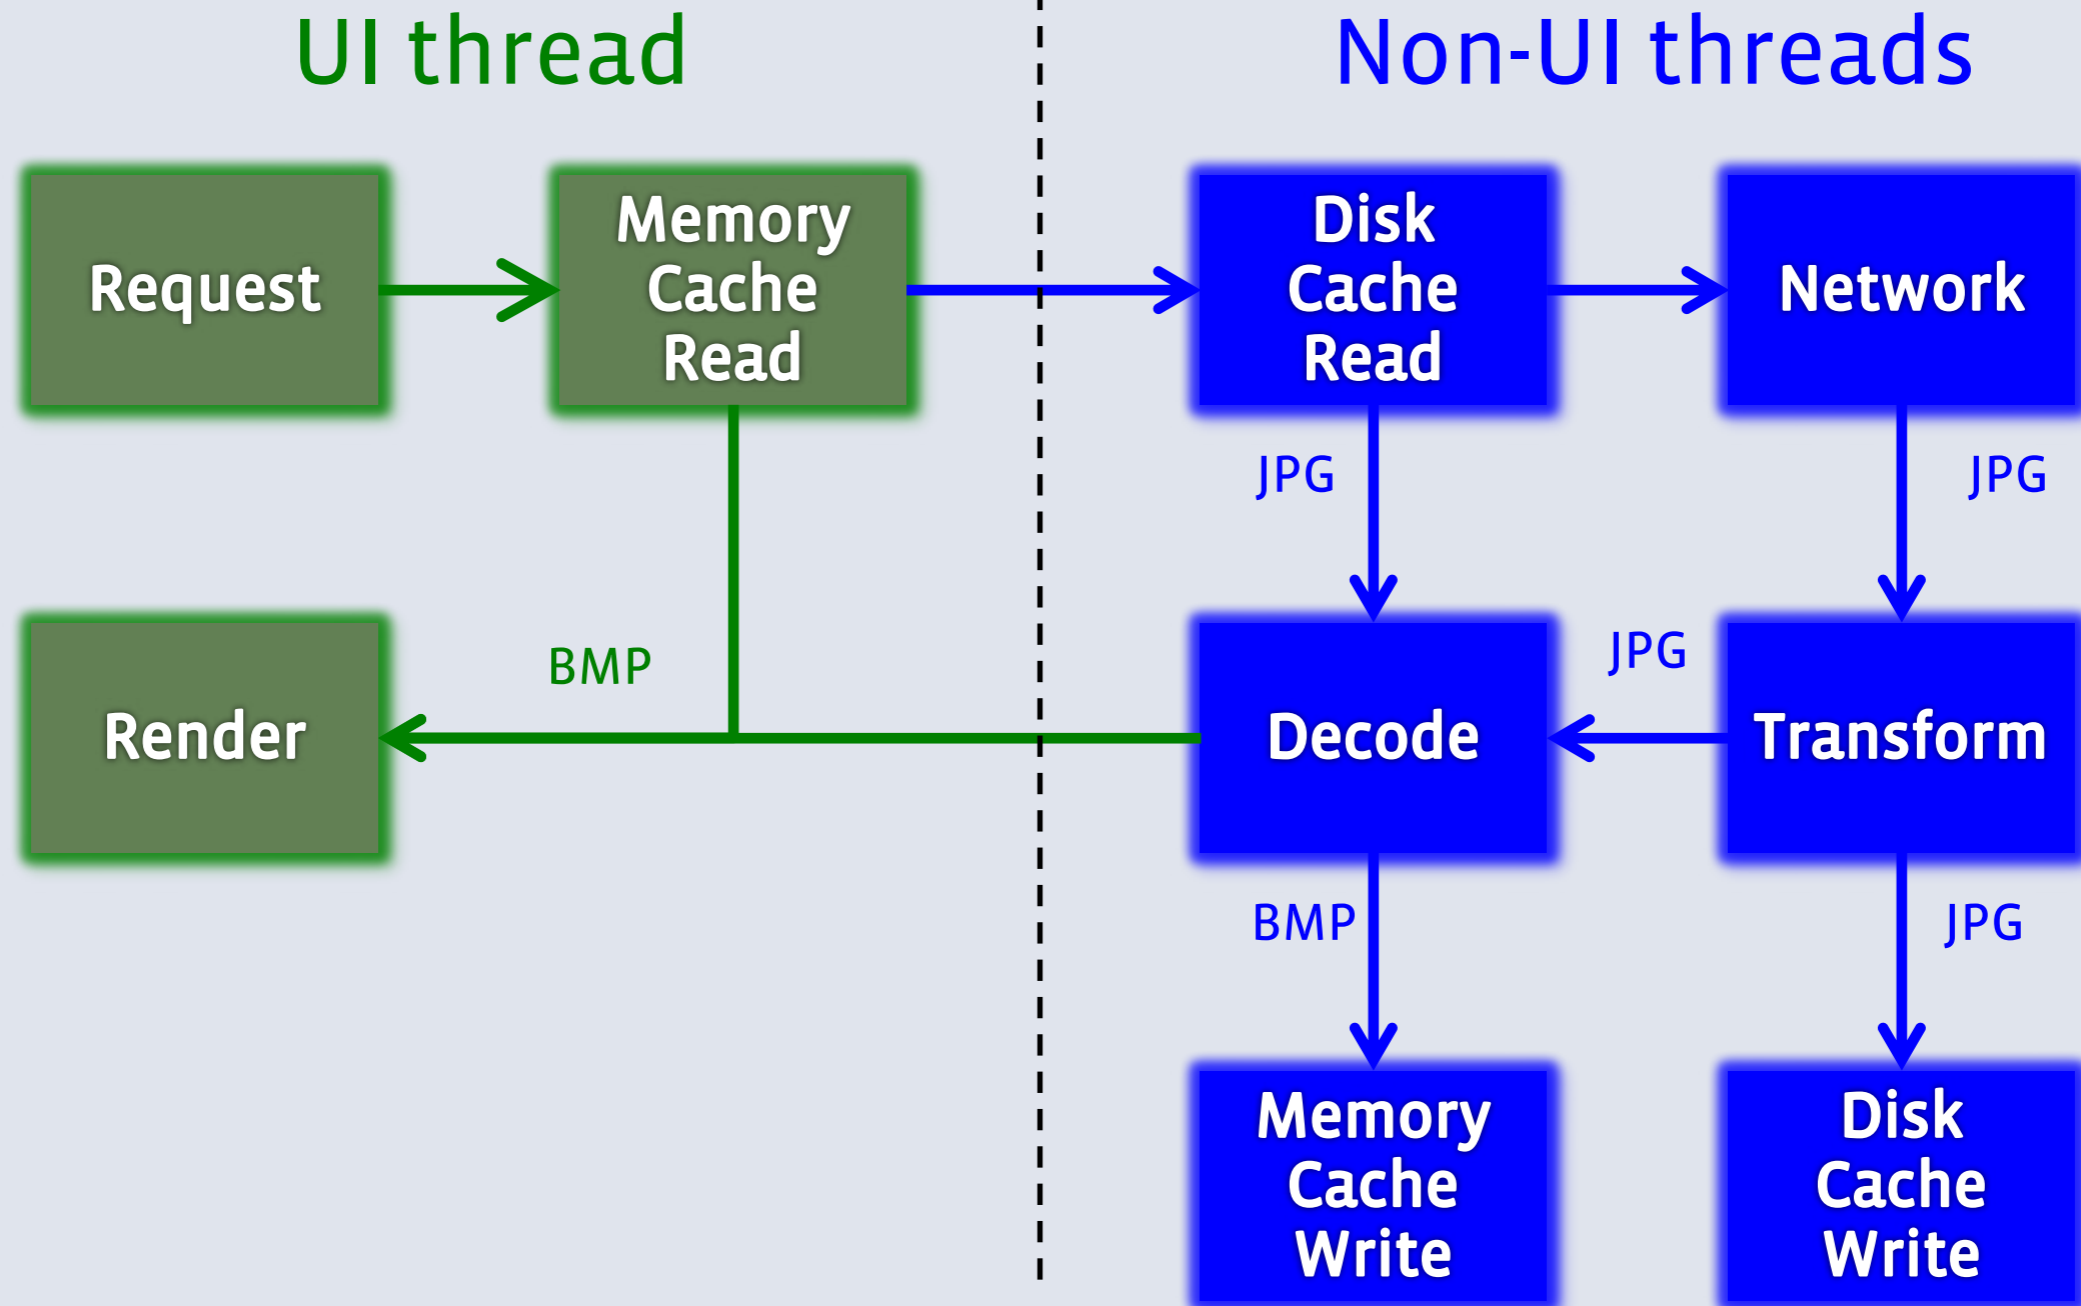 UI thread
Non-UI threads
Request
Memory
Cache
Read
Disk
Cache
Read
Network
JPG
JPG
Render
BMP
Decode
JPG
Transform
BMP
JPG
Memory
Cache
Write
Disk
Cache
Write